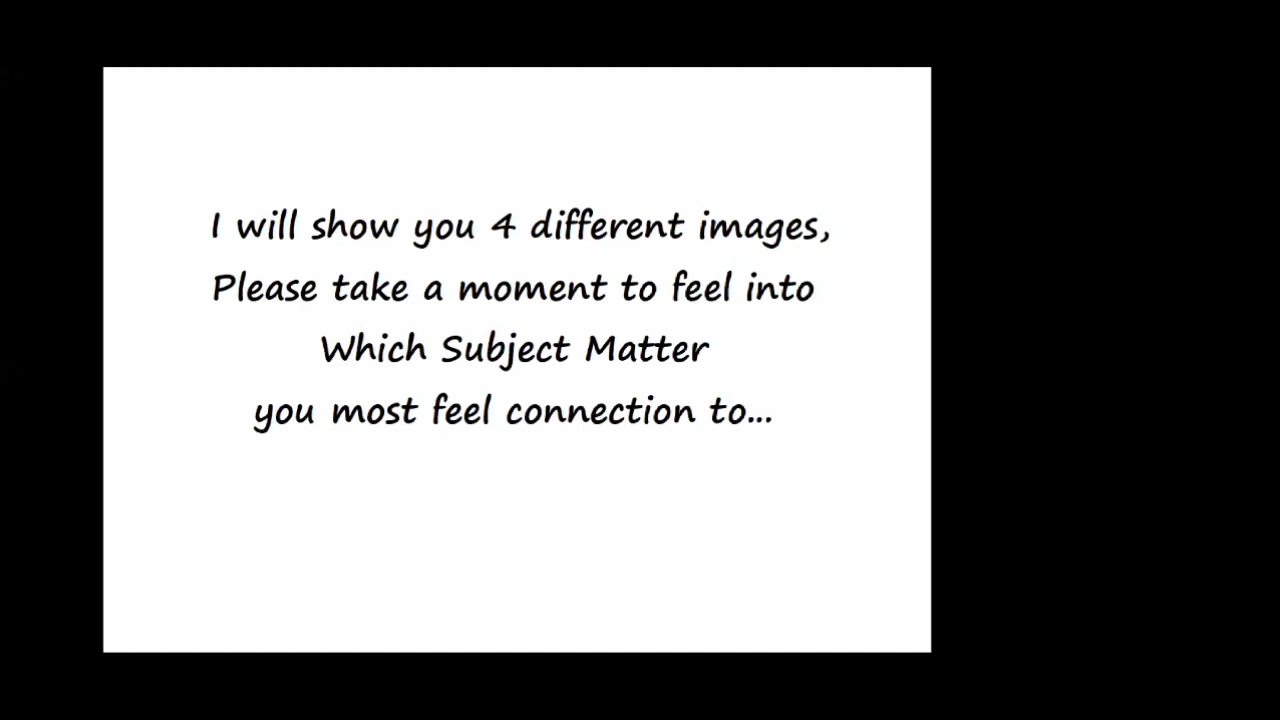 I will show you 4 different images,
Please take a moment to feel into
Which Subject Matter
you most feel connection to...